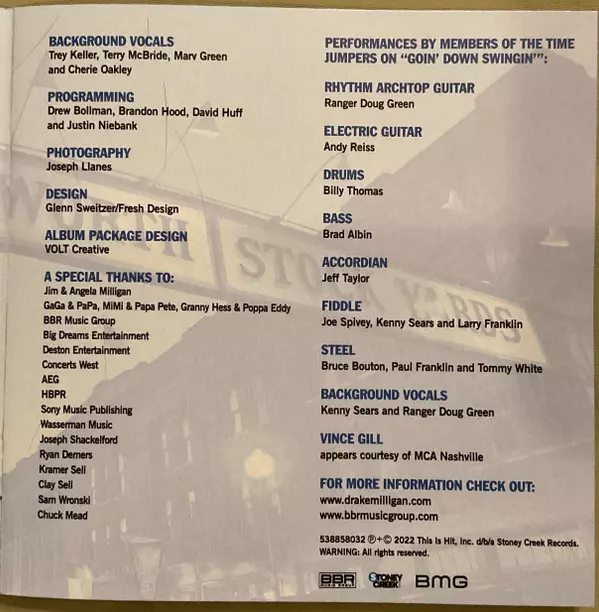 BACKGROUND VOCALS
Trey Keller, Terry McBride, Marv Green
and Cherie Oakley
PROGRAMMING
Drew Bollman, Brandon Hood, David Huff
and Justin Niebank
PHOTOGRAPHY
Joseph Llanes
DESIGN
Glenn Sweitzer/Fresh Design
ALBUM PACKAGE DESIGN
VOLT Creative
A SPECIAL THANKS TO:
Jim & Angela Milligan
GaGa & PaPa, MiMi & Papa Pete, Granny Hess & Poppa Eddy
BBR Music Group
Big Dreams Entertainment
Deston Entertainment
Concerts West
AEG
HBPR
Sony Music Publishing
Wasserman Music
Joseph Shackelford
Ryan Demers
Kramer Sell
Clay Sell
Sam Wronski
Chuck Mead
PERFORMANCES BY MEMBERS OF THE TIME
JUMPERS ON “GOIN’ DOWN SWINGIN’”:
RHYTHM ARCHTOP GUITAR
Ranger Doug Green
ELECTRIC GUITAR
Andy Reiss
DRUMS
Billy Thomas
BASS
Brad Albin
ACCORDIAN
Jeff Taylor
FIDDLE
Joe Spivey, Kenny Sears and Larry Franklin
STEEL
Bruce Bouton, Paul Franklin and Tommy White
BACKGROUND VOCALS
Kenny Sears and Ranger Doug Green
VINCE GILL
appears courtesy of MCA Nashville
FOR MORE INFORMATION CHECK OUT:
www.drakemilligan.com
www.bbrmusicgroup.com
538858032 ℗+© 2022 This Is Hit, Inc. d/b/a Stoney Creek Records.
WARNING: All rights reserved.
BBR
MUSIC GROUP
STONEY
CREEK
BMG
WORTH STOCK YARDS